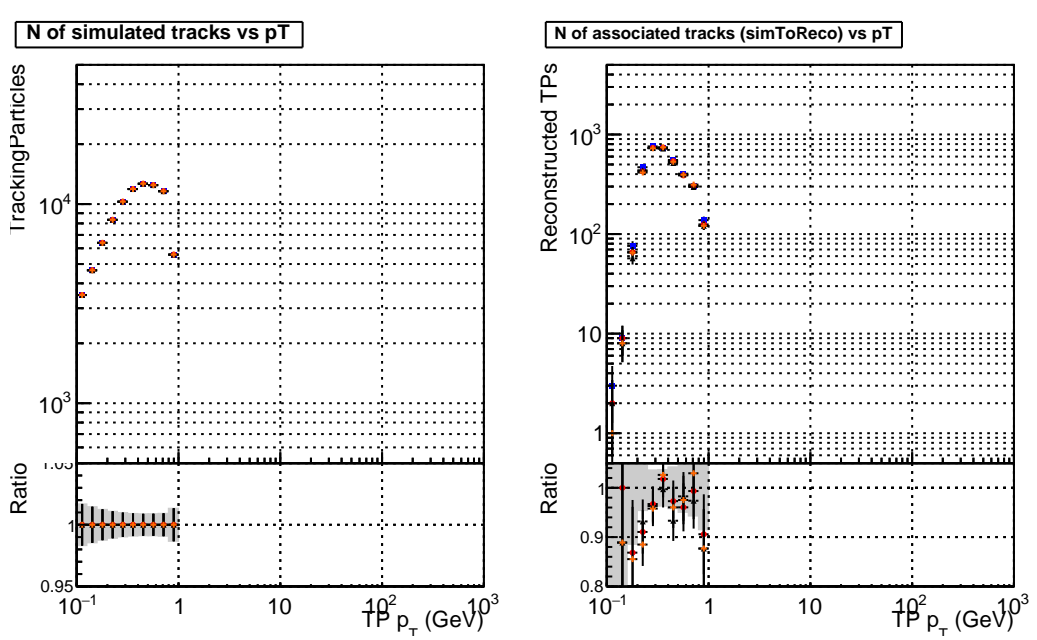 N of simulated tracks vs pT
TrackingParticles
10⁴
10³
Ratio
1.05
1
0.95
10⁻¹ 1 10 10² 10³
TP p_T (GeV)
N of associated tracks (simToReco) vs pT
Reconstructed TPs
10³
10²
10
1
Ratio
1
0.9
0.8
10⁻¹ 1 10 10² 10³
TP p_T (GeV)